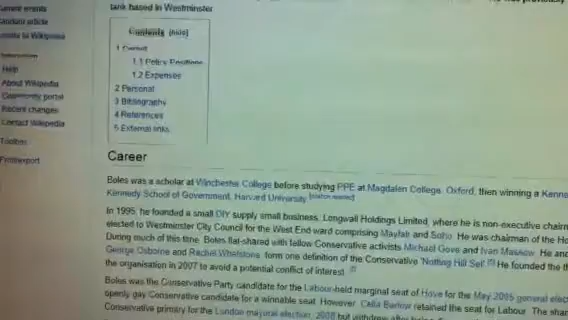 tank based in Westminster
Current events
Random article
Donate to Wikipedia
Interaction
Help
About Wikipedia
Community portal
Recent changes
Contact Wikipedia
Toolbox
Print/export
Contents [hide]
1 Career
1.1 Policy Positions
1.2 Expenses
2 Personal
3 Bibliography
4 References
5 External links
Career
Boles was a scholar at Winchester College before studying PPE at Magdalen College, Oxford, then winning a Kenne
Kennedy School of Government, Harvard University.
In 1995, he founded a small DIY supply small business, Longwall Holdings Limited, where he is non-executive chairm
elected to Westminster City Council for the West End ward comprising Mayfair and Soho. He was chairman of the Ho
During much of this time, Boles flat-shared with fellow Conservative activists Michael Gove and Ivan Massow. He and
George Osborne and Rachel Whetstone, form one definition of the Conservative 'Notting Hill Set'. He founded the th
the organisation in 2007 to avoid a potential conflict of interest.
Boles was the Conservative Party candidate for the Labour-held marginal seat of Hove for the May 2005 general elect
openly gay Conservative candidate for a winnable seat. However, Celia Barlow retained the seat for Labour. The shar
Conservative primary for the London mayoral election, 2008 but withdrew after being